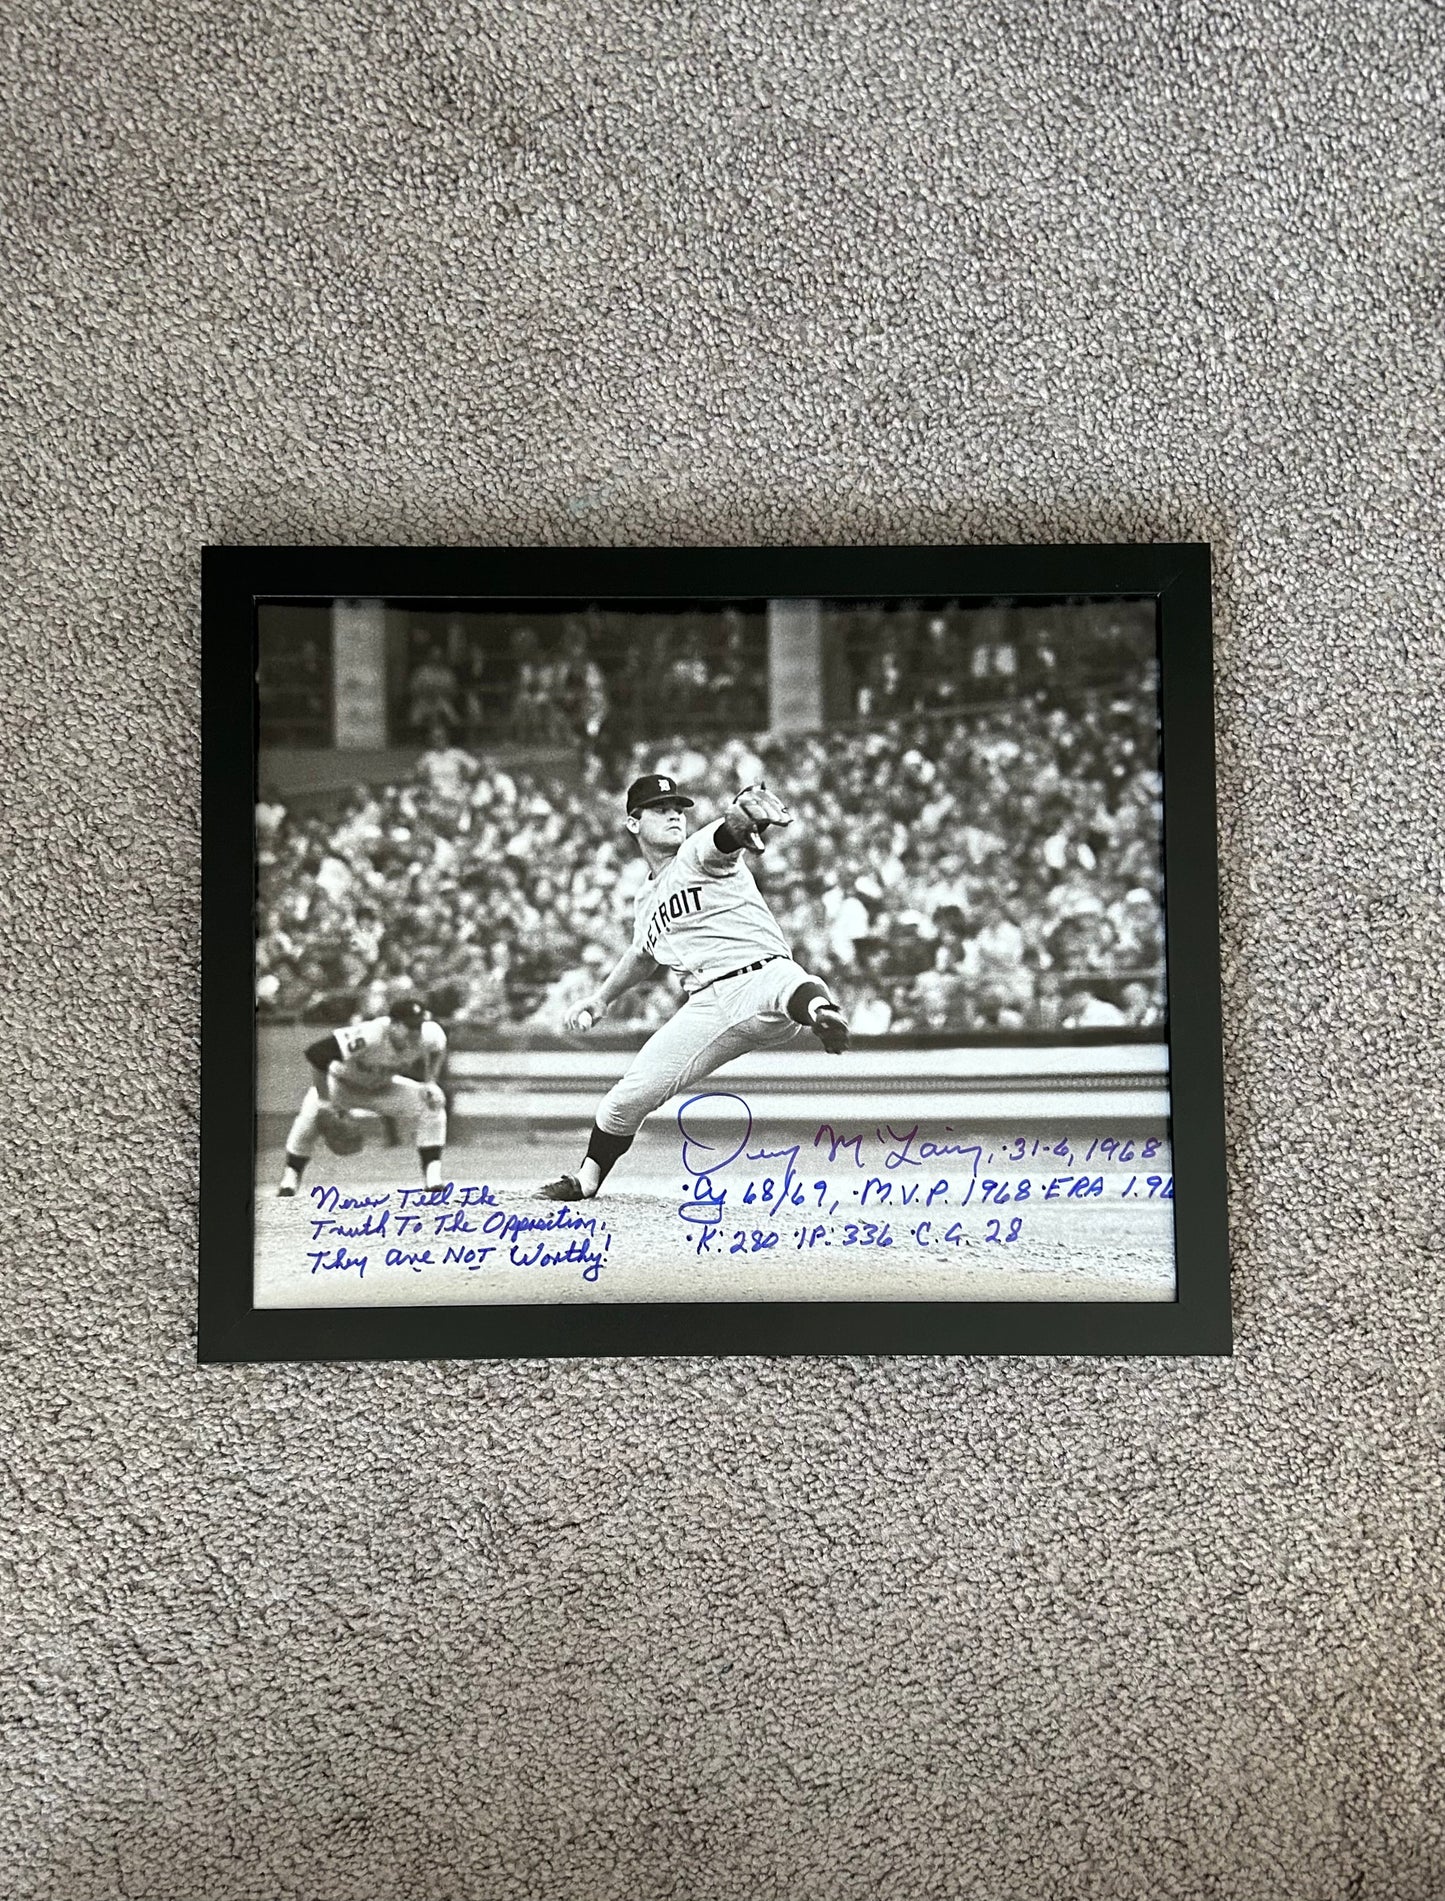 D
DETROIT
Denny McLain, · 31-6, 1968
· Cy 68/69, · M.V.P. 1968 · ERA 1.96
· K: 280 · IP: 336 · C.G. 28
Never Tell The
Truth To The Opposition,
They are NOT Worthy!